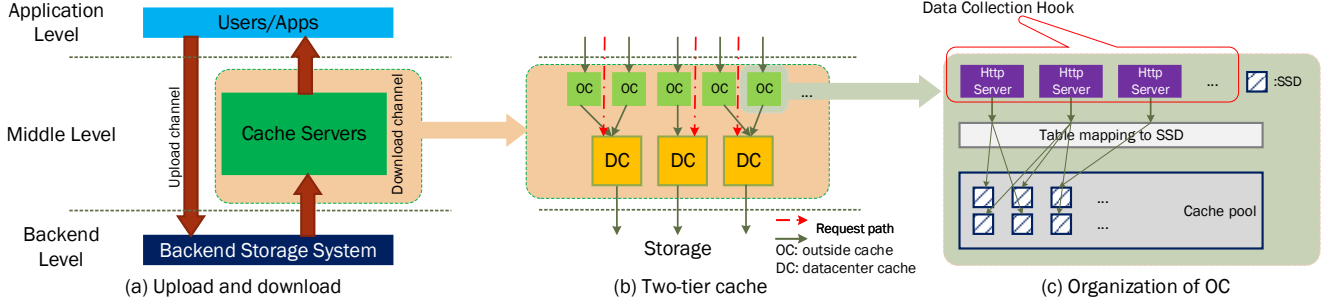 Application
Level
Users/Apps
Middle Level
Upload channel
Cache Servers
Download channel
Backend
Level
Backend Storage System
(a) Upload and download
OC
OC
OC
OC
OC
...
DC
DC
DC
Storage
Request path
OC: outside cache
DC: datacenter cache
(b) Two-tier cache
Data Collection Hook
Http
Server
Http
Server
Http
Server
...
:SSD
Table mapping to SSD
...
...
Cache pool
(c) Organization of OC